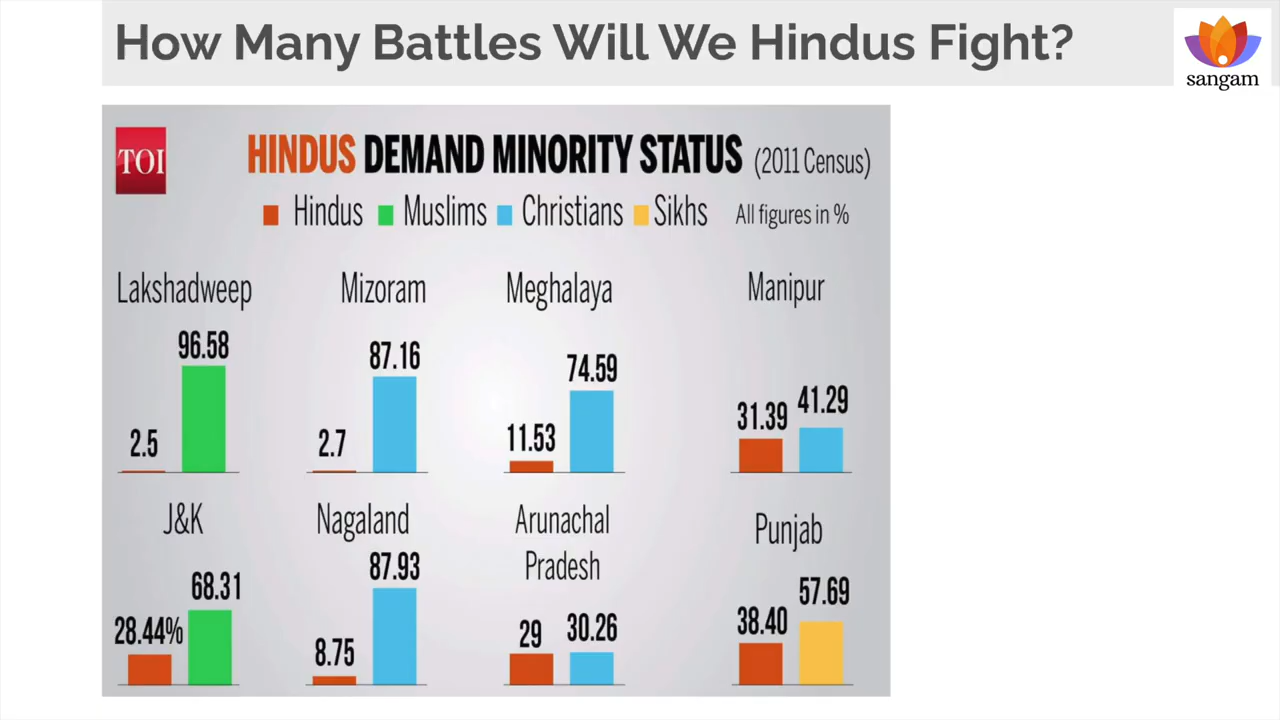 How Many Battles Will We Hindus Fight?
sangam
TOI
HINDUS DEMAND MINORITY STATUS (2011 Census)
Hindus Muslims Christians Sikhs All figures in %
Lakshadweep
2.5
96.58
Mizoram
2.7
87.16
Meghalaya
11.53
74.59
Manipur
31.39
41.29
J&K
28.44%
68.31
Nagaland
8.75
87.93
Arunachal
Pradesh
29
30.26
Punjab
38.40
57.69